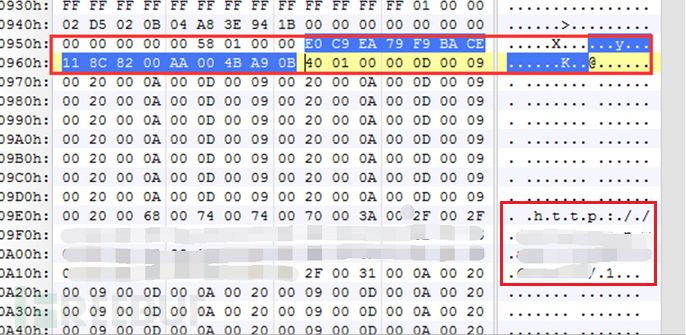 0930h: FF FF FF FF FF FF FF FF FF FF FF FF 01 00 00 00
0940h: 02 D5 02 0B 04 A8 3E 94 1B 00 00 00 00 00 00 00 ......>.........
0950h: 00 00 00 00 00 58 01 00 00 E0 C9 EA 79 F9 BA CE .....X......y...
0960h: 11 8C 82 00 AA 00 4B A9 0B 40 01 00 00 0D 00 09 ......K..@......
0970h: 00 20 00 0A 00 0D 00 09 00 20 00 0A 00 0D 00 09 . ....... ......
0980h: 00 20 00 0A 00 0D 00 09 00 20 00 0A 00 0D 00 09 . ....... ......
0990h: 00 20 00 0A 00 0D 00 09 00 20 00 0A 00 0D 00 09 . ....... ......
09A0h: 00 20 00 0A 00 0D 00 09 00 20 00 0A 00 0D 00 09 . ....... ......
09B0h: 00 20 00 0A 00 0D 00 09 00 20 00 0A 00 0D 00 09 . ....... ......
09C0h: 00 20 00 0A 00 0D 00 09 00 20 00 0A 00 0D 00 09 . ....... ......
09D0h: 00 20 00 0A 00 0D 00 09 00 20 00 0A 00 0D 00 09 . ....... ......
09E0h: 00 20 00 68 00 74 00 74 00 70 00 3A 00 2F 00 2F . .h.t.t.p.:././
09F0h:
0A00h:
0A10h: 2F 00 31 00 0A 00 20 /.1...
0A20h: 00 09 00 0D 00 0A 00 20 00 09 00 0D 00 0A 00 20
0A30h: 00 09 00 0D 00 0A 00 20 00 09 00 0D 00 0A 00 20